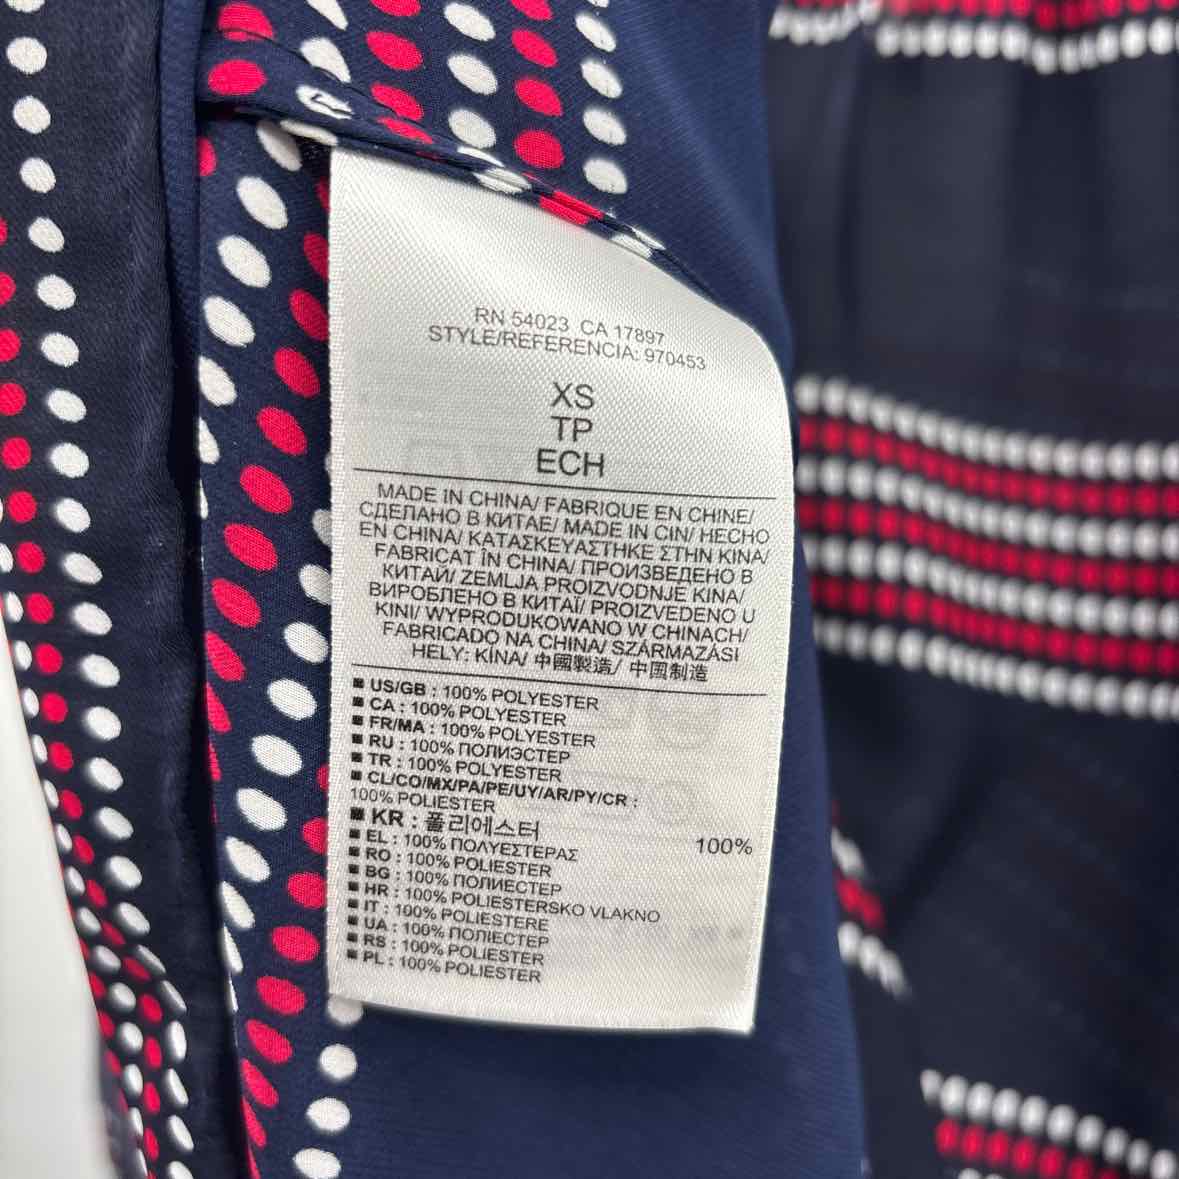 RN 54023 CA 17897
STYLE/REFERENCIA: 970453
XS
TP
ECH
MADE IN CHINA/ FABRIQUE EN CHINE/
СДЕЛАНО В КИТАЕ/ MADE IN CIN/ HECHO
EN CHINA/ ΚΑΤΑΣΚΕΥΑΣΤΗΚΕ ΣΤΗΝ ΚΙΝΑ/
FABRICAT ÎN CHINA/ ПРОИЗВЕДЕНО В
КИТАЙ/ ZEMLJA PROIZVODNJE KINA/
ВИРОБЛЕНО В КИТАЇ/ PROIZVEDENO U
KINI/ WYPRODUKOWANO W CHINACH/
FABRICADO NA CHINA/ SZÁRMAZÁSI
HELY: KÍNA/ 中國製造/ 中国制造
US/GB : 100% POLYESTER
CA : 100% POLYESTER
FR/MA : 100% POLYESTER
RU : 100% ПОЛИЭСТЕР
TR : 100% POLYESTER
CL/CO/MX/PA/PE/UY/AR/PY/CR :
100% POLIESTER
KR : 폴리에스터 100%
EL : 100% ΠΟΛΥΕΣΤΕΡΑΣ
RO : 100% POLIESTER
BG : 100% ПОЛИЕСТЕР
HR : 100% POLIESTERSKO VLAKNO
IT : 100% POLIESTERE
UA : 100% ПОЛІЕСТЕР
RS : 100% POLIESTER
PL : 100% POLIESTER